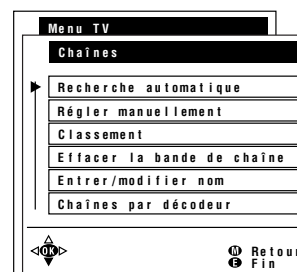 Menu TV
Chaînes
Recherche automatique
Régler manuellement
Classement
Effacer la bande de chaîne
Entrer/modifier nom
Chaînes par décodeur
OK
M Retour
E Fin